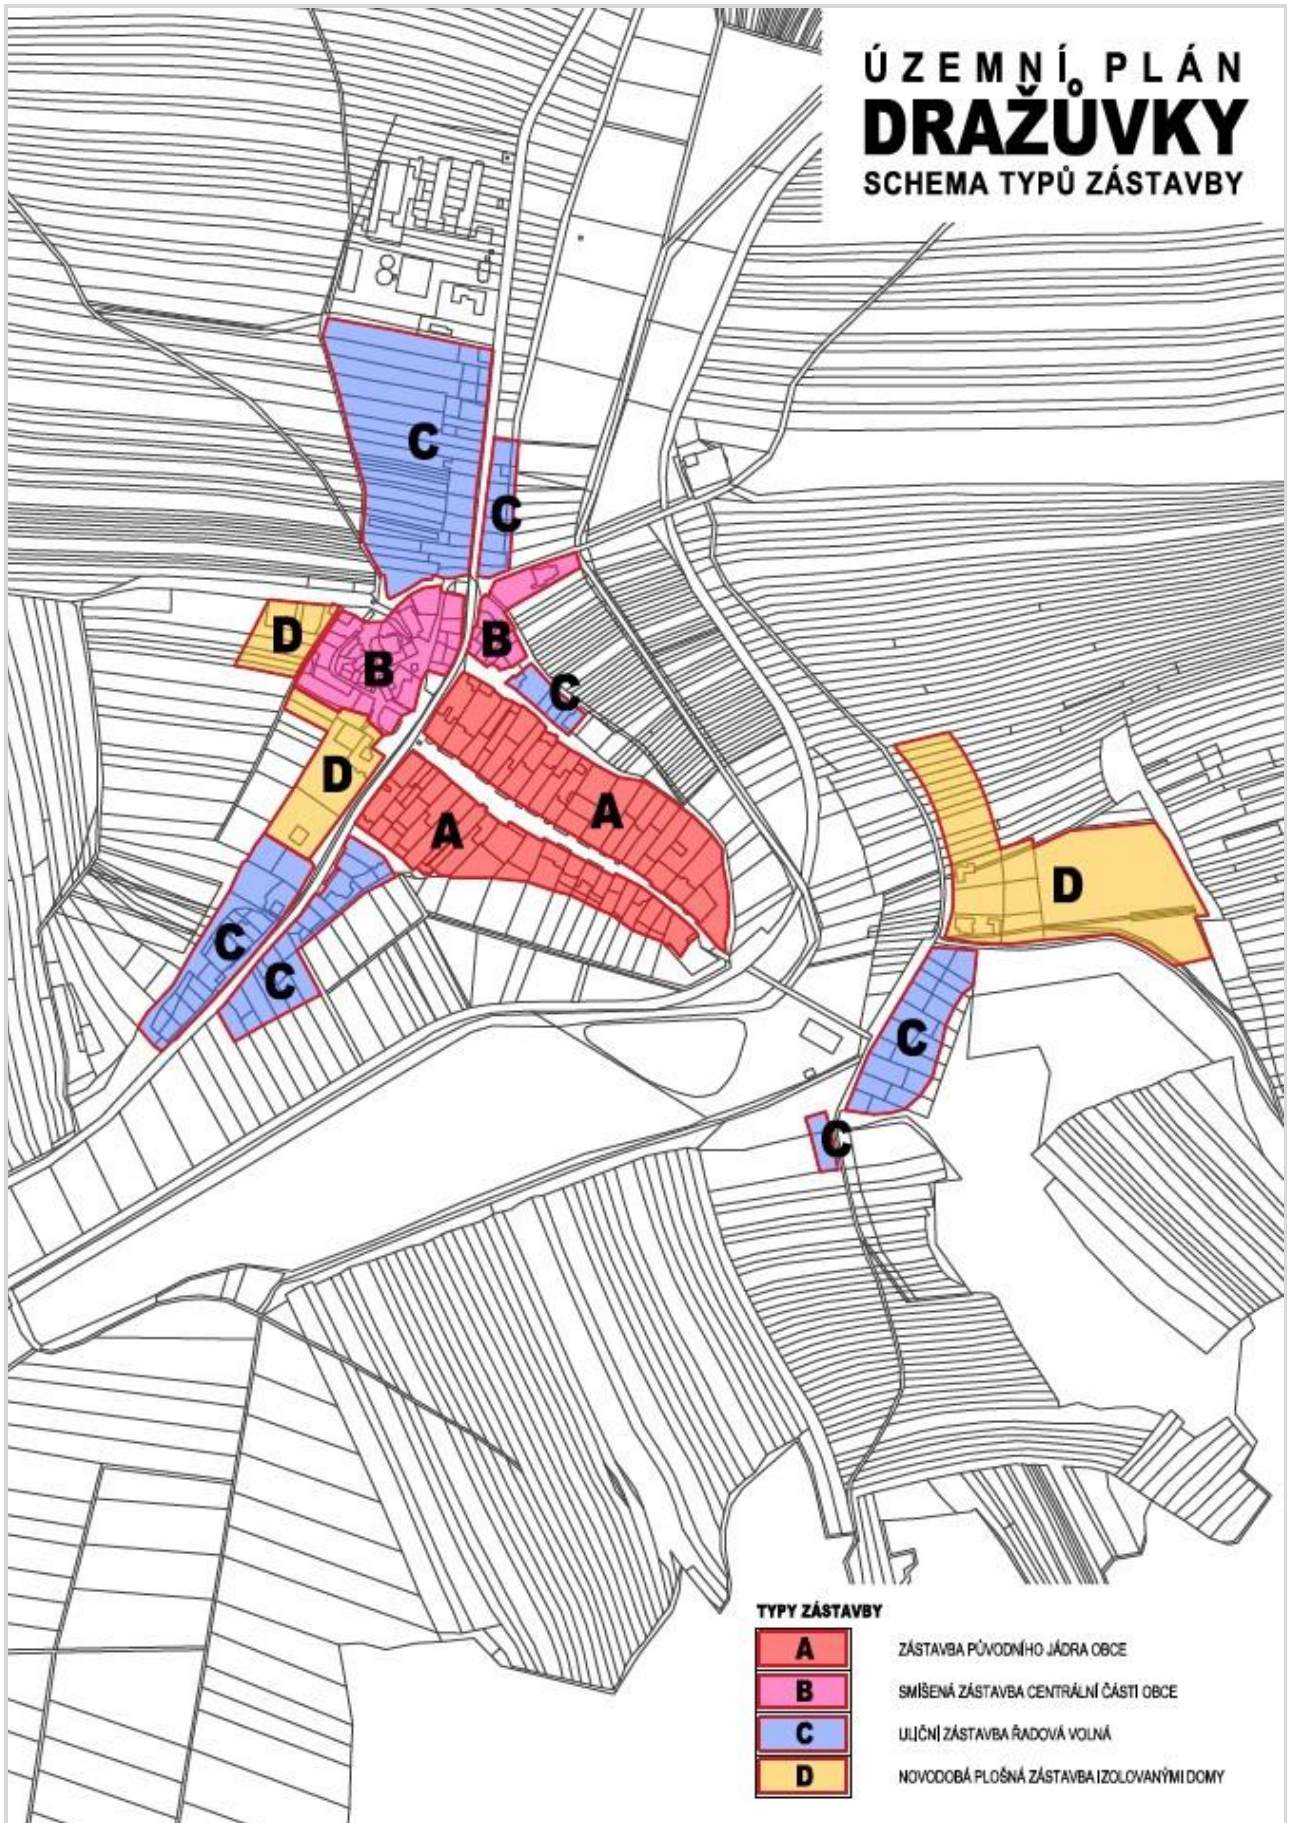 ÚZEMNÍ PLÁN
DRAŽŮVKY
SCHEMA TYPŮ ZÁSTAVBY
C
C
D
B
B
C
D
A
A
D
C
C
C
C
TYPY ZÁSTAVBY
A ZÁSTAVBA PŮVODNÍHO JÁDRA OBCE
B SMÍŠENÁ ZÁSTAVBA CENTRÁLNÍ ČÁSTI OBCE
C ULIČNÍ ZÁSTAVBA ŘADOVÁ VOLNÁ
D NOVODOBÁ PLOŠNÁ ZÁSTAVBA IZOLOVANÝMI DOMY